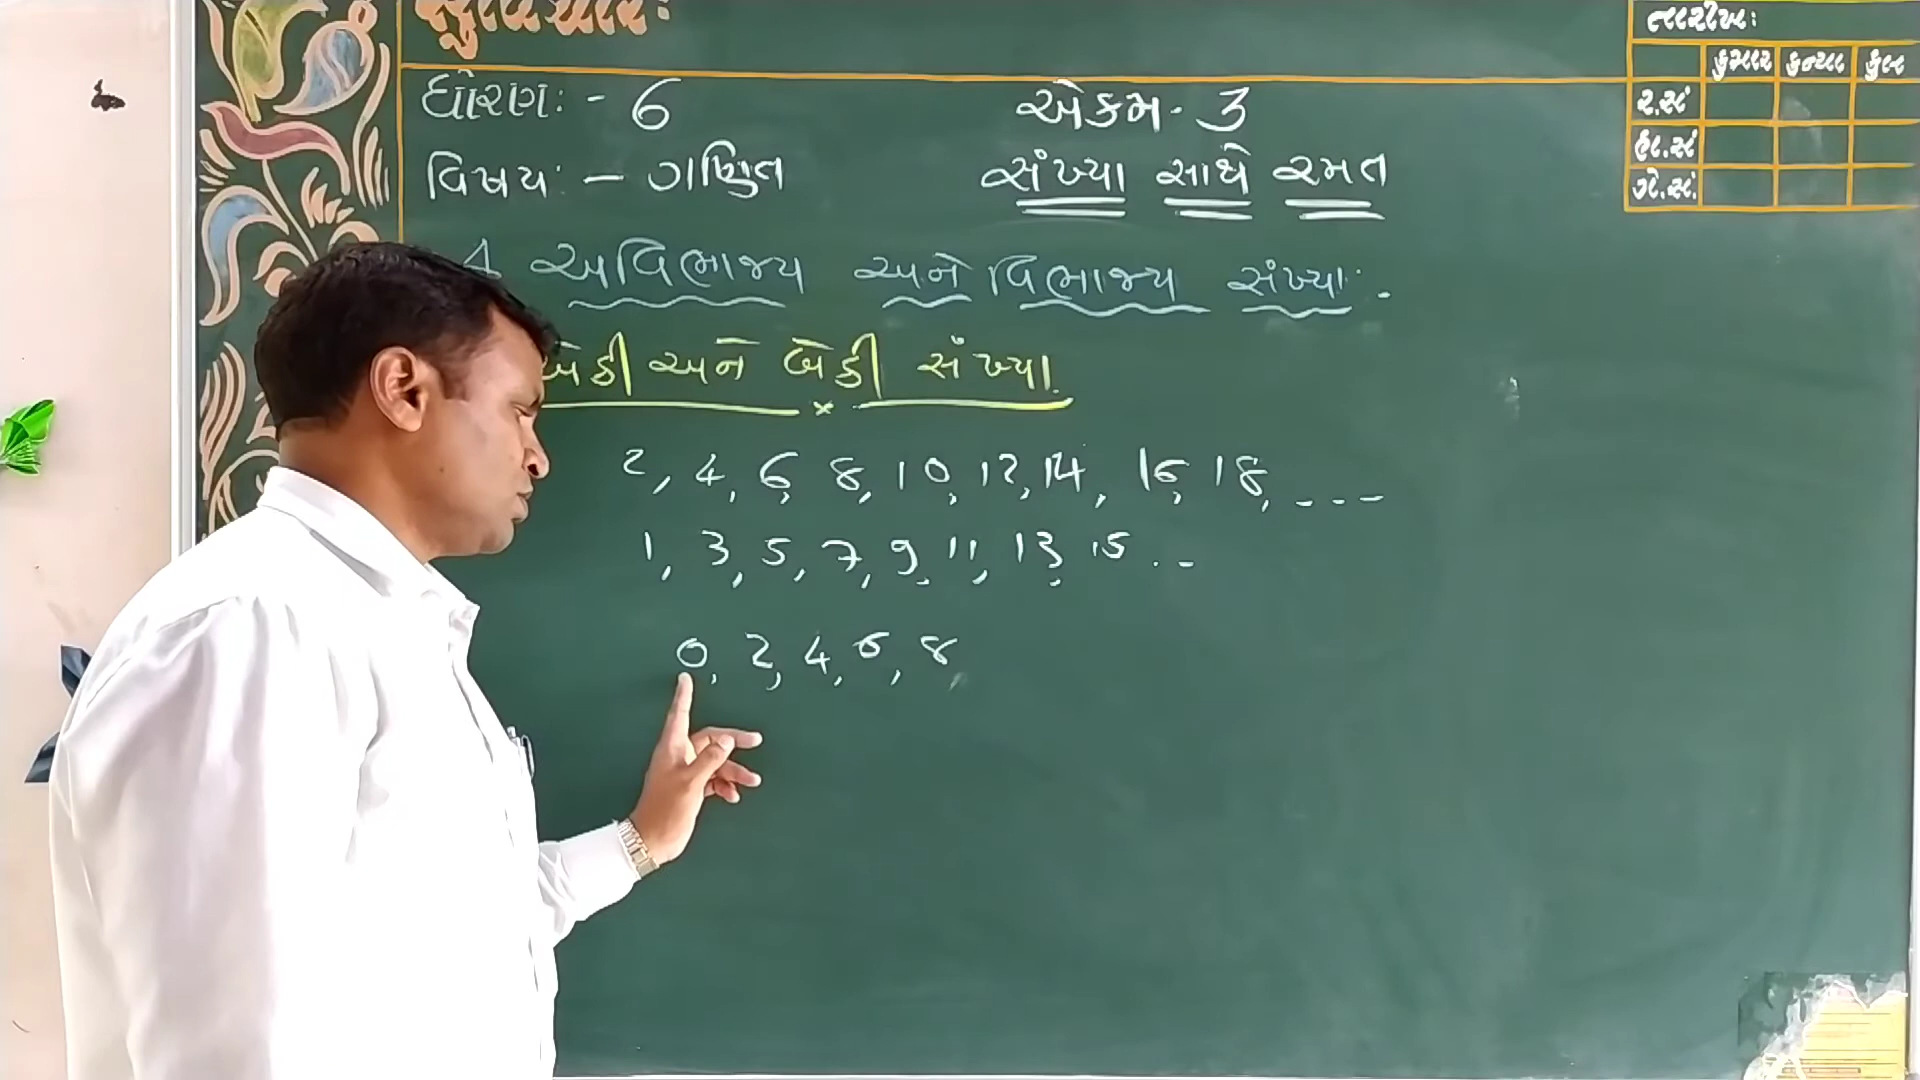 સુવિચાર:
તારીખ:
કુમાર કન્યા કુલ
ર.સં
હા.સં
ગે.સં.
ધોરણ: - 6
એકમ - 3
વિષય: - ગણિત
સંખ્યા સાથે રમત
અવિભાજ્ય અને વિભાજ્ય સંખ્યા.
એકી અને બેકી સંખ્યા.
2, 4, 6, 8, 10, 12, 14, 16, 18, ---
1, 3, 5, 7, 9, 11, 13, 15 ..
0, 2, 4, 6, 8,